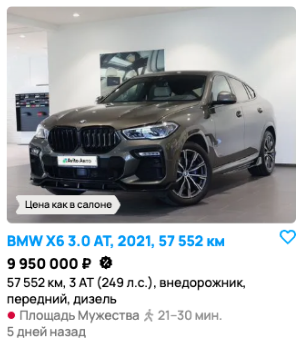 Цена как в салоне
BMW X6 3.0 AT, 2021, 57 552 км
9 950 000 ₽
57 552 км, 3 AT (249 л.с.), внедорожник,
передний, дизель
Площадь Мужества 21–30 мин.
5 дней назад